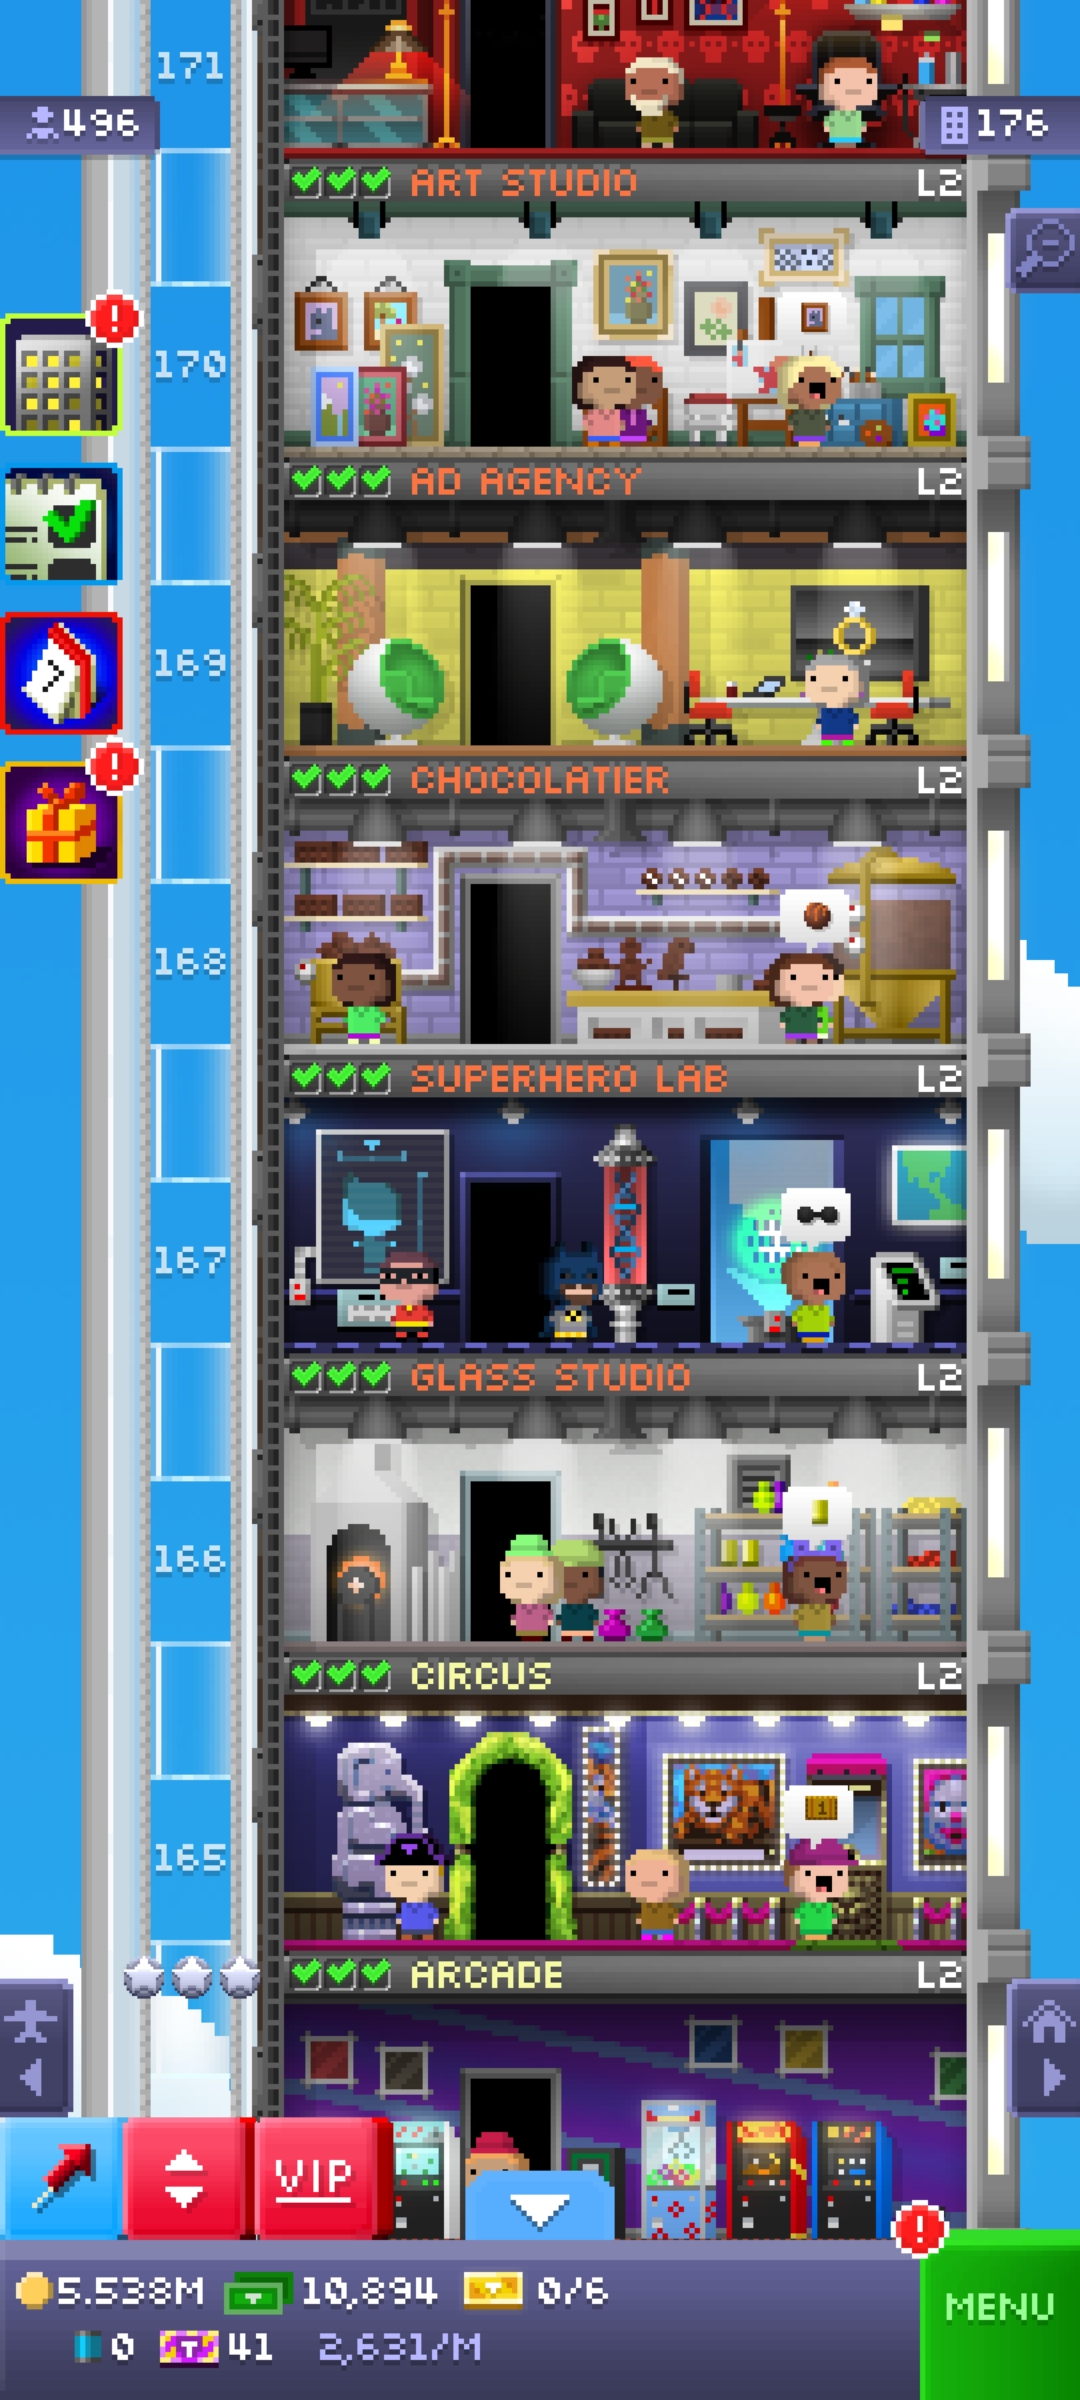 171
496
176
ART STUDIO L2
170
AD AGENCY L2
169
7
CHOCOLATIER L2
168
SUPERHERO LAB L2
167
GLASS STUDIO L2
166
CIRCUS L2
1
165
ARCADE L2
VIP
5.538M 10,894 0/6
MENU
0 T 41 2,631/M